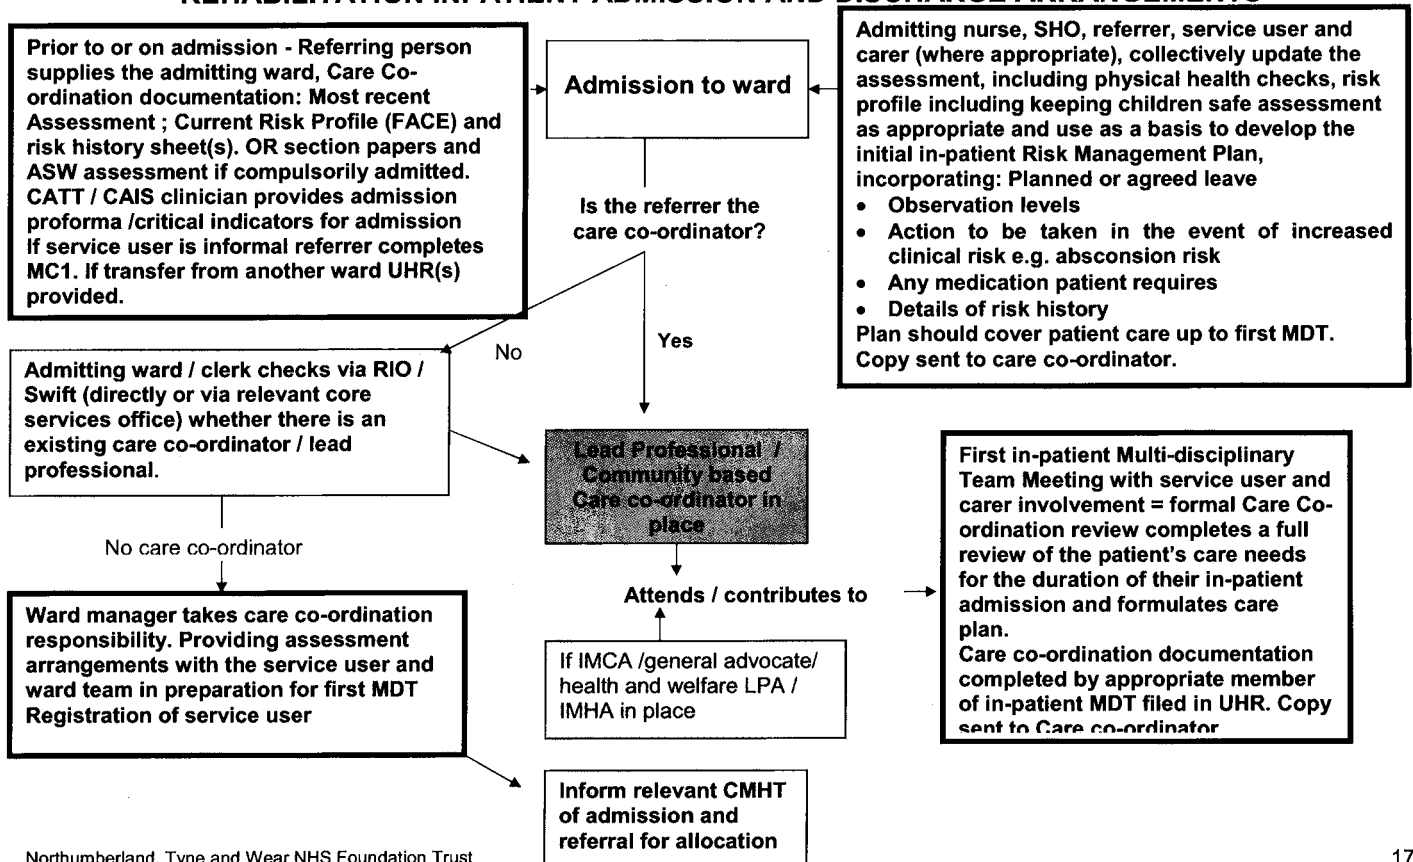 REHABILITATION INPATIENT ADMISSION AND DISCHARGE ARRANGEMENTS
Prior to or on admission - Referring person
supplies the admitting ward, Care Co-
ordination documentation: Most recent
Assessment ; Current Risk Profile (FACE) and
risk history sheet(s). OR section papers and
ASW assessment if compulsorily admitted.
CATT / CAIS clinician provides admission
proforma /critical indicators for admission
If service user is informal referrer completes
MC1. If transfer from another ward UHR(s)
provided.
Admission to ward
Admitting nurse, SHO, referrer, service user and
carer (where appropriate), collectively update the
assessment, including physical health checks, risk
profile including keeping children safe assessment
as appropriate and use as a basis to develop the
initial in-patient Risk Management Plan,
incorporating: Planned or agreed leave
• Observation levels
• Action to be taken in the event of increased
clinical risk e.g. absconsion risk
• Any medication patient requires
• Details of risk history
Plan should cover patient care up to first MDT.
Copy sent to care co-ordinator.
Is the referrer the
care co-ordinator?
No
Yes
Admitting ward / clerk checks via RIO /
Swift (directly or via relevant core
services office) whether there is an
existing care co-ordinator / lead
professional.
Lead Professional /
Community based
Care co-ordinator in
place
First in-patient Multi-disciplinary
Team Meeting with service user and
carer involvement = formal Care Co-
ordination review completes a full
review of the patient's care needs
for the duration of their in-patient
admission and formulates care
plan.
Care co-ordination documentation
completed by appropriate member
of in-patient MDT filed in UHR. Copy
sent to Care co-ordinator
No care co-ordinator
Attends / contributes to
Ward manager takes care co-ordination
responsibility. Providing assessment
arrangements with the service user and
ward team in preparation for first MDT
Registration of service user
If IMCA /general advocate/
health and welfare LPA /
IMHA in place
Inform relevant CMHT
of admission and
referral for allocation
Northumberland, Tyne and Wear NHS Foundation Trust
17